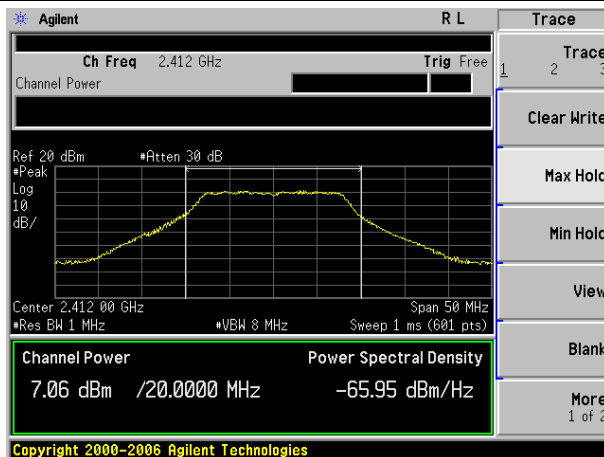 Agilent R L Trace
Ch Freq 2.412 GHz Trig Free
Channel Power
Trace
1 2 3
Clear Write
Ref 20 dBm #Atten 30 dB
#Peak
Log
10
dB/
Max Hold
Min Hold
View
Center 2.412 00 GHz Span 50 MHz
#Res BW 1 MHz #VBW 8 MHz Sweep 1 ms (601 pts)
Blank
Channel Power Power Spectral Density
7.06 dBm /20.0000 MHz -65.95 dBm/Hz
More
1 of 2
Copyright 2000-2006 Agilent Technologies